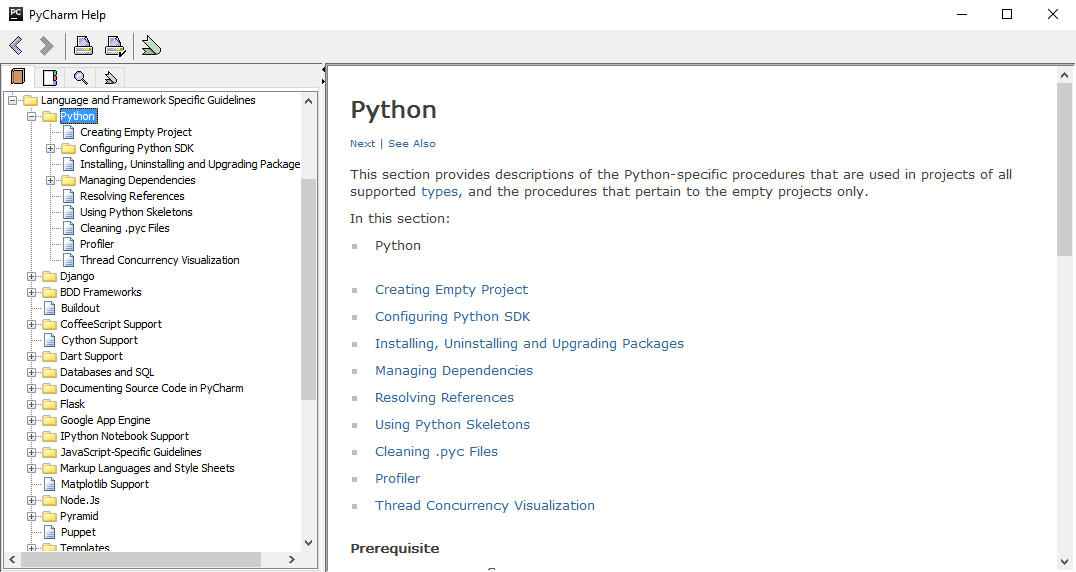 PyCharm Help
Language and Framework Specific Guidelines
Python
Creating Empty Project
Configuring Python SDK
Installing, Uninstalling and Upgrading Package
Managing Dependencies
Resolving References
Using Python Skeletons
Cleaning .pyc Files
Profiler
Thread Concurrency Visualization
Django
BDD Frameworks
Buildout
CoffeeScript Support
Cython Support
Dart Support
Databases and SQL
Documenting Source Code in PyCharm
Flask
Google App Engine
IPython Notebook Support
JavaScript-Specific Guidelines
Markup Languages and Style Sheets
Matplotlib Support
Node.Js
Pyramid
Puppet
Templates
Python
Next | See Also
This section provides descriptions of the Python-specific procedures that are used in projects of all
supported types, and the procedures that pertain to the empty projects only.
In this section:
Python
Creating Empty Project
Configuring Python SDK
Installing, Uninstalling and Upgrading Packages
Managing Dependencies
Resolving References
Using Python Skeletons
Cleaning .pyc Files
Profiler
Thread Concurrency Visualization
Prerequisite